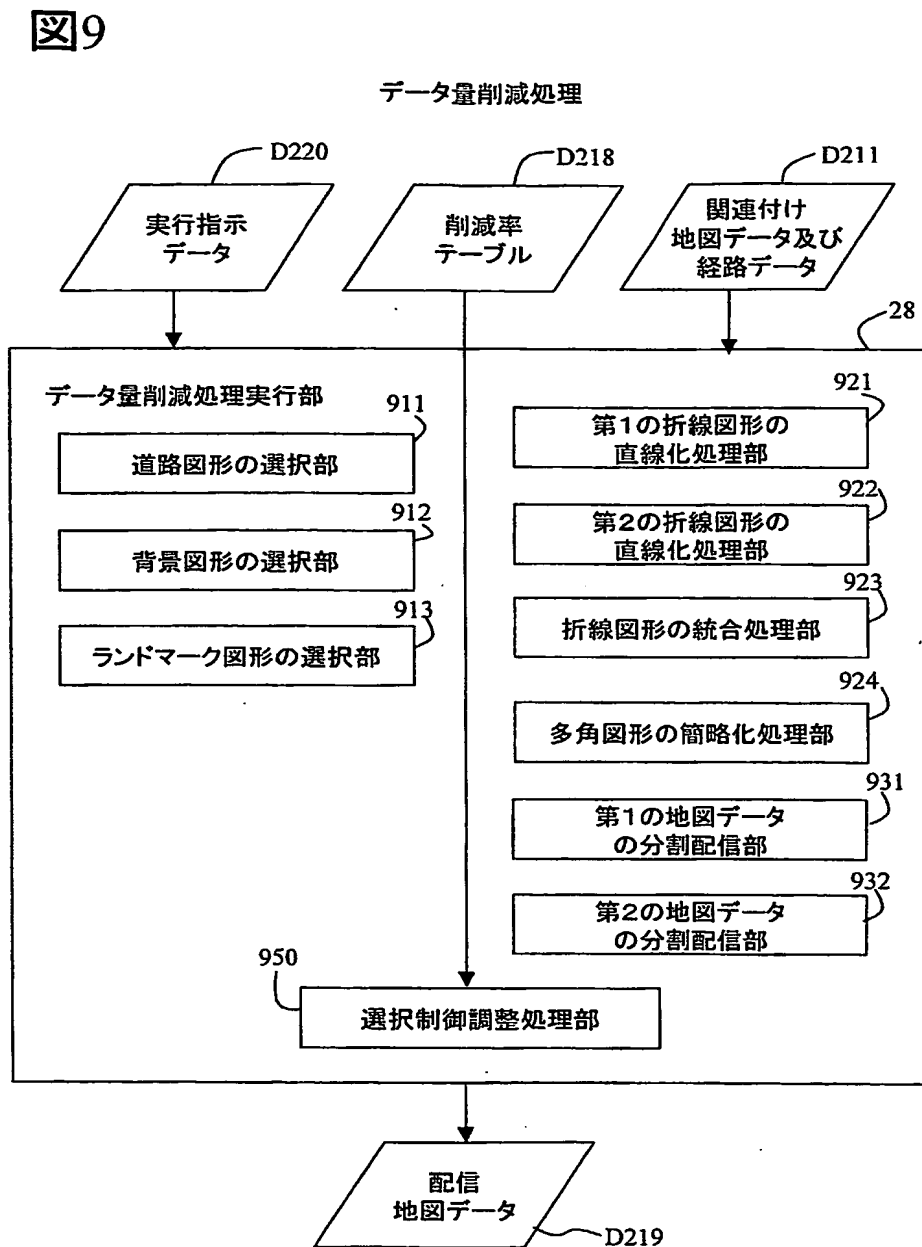 図9
データ量削減処理
D220
D218
D211
実行指示
データ
削減率
テーブル
関連付け
地図データ及び
経路データ
28
データ量削減処理実行部
911
道路図形の選択部
912
背景図形の選択部
913
ランドマーク図形の選択部
921
第1の折線図形の
直線化処理部
922
第2の折線図形の
直線化処理部
923
折線図形の統合処理部
924
多角図形の簡略化処理部
931
第1の地図データ
の分割配信部
932
第2の地図データ
の分割配信部
950
選択制御調整処理部
配信
地図データ
D219